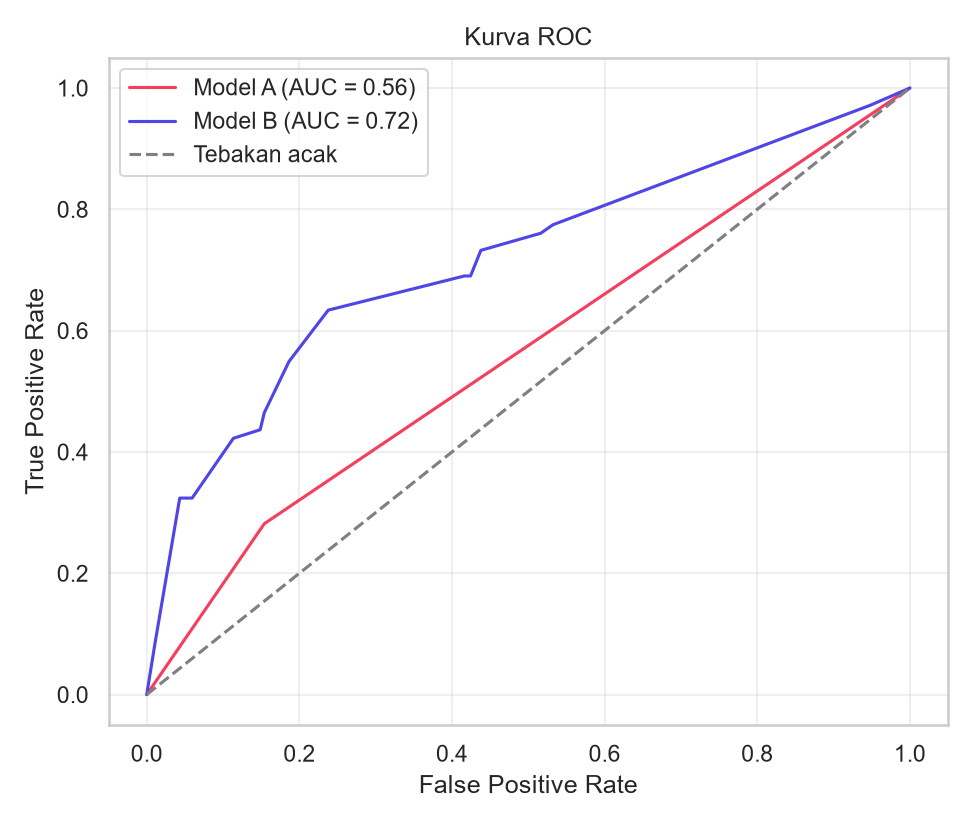 Kurva ROC
Model A (AUC = 0.56)
Model B (AUC = 0.72)
Tebakan acak
True Positive Rate
1.0
0.8
0.6
0.4
0.2
0.0
0.0 0.2 0.4 0.6 0.8 1.0
False Positive Rate